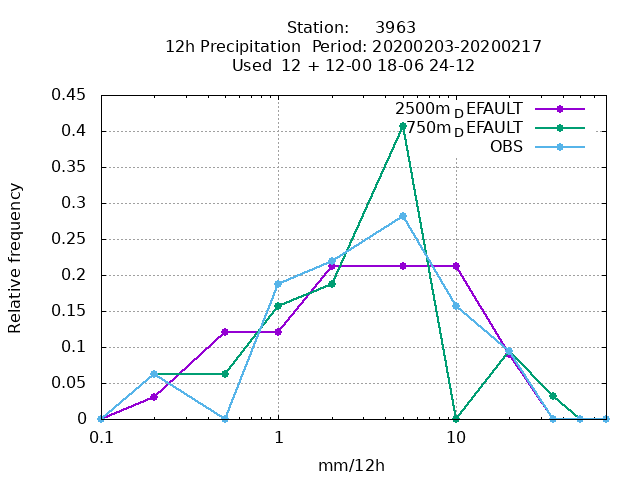 Station: 3963
12h Precipitation Period: 20200203-20200217
Used 12 + 12-00 18-06 24-12
2500m_DEFAULT
750m_DEFAULT
OBS
0.45
0.4
0.35
0.3
0.25
0.2
0.15
0.1
0.05
0
Relative frequency
0.1 1 10
mm/12h